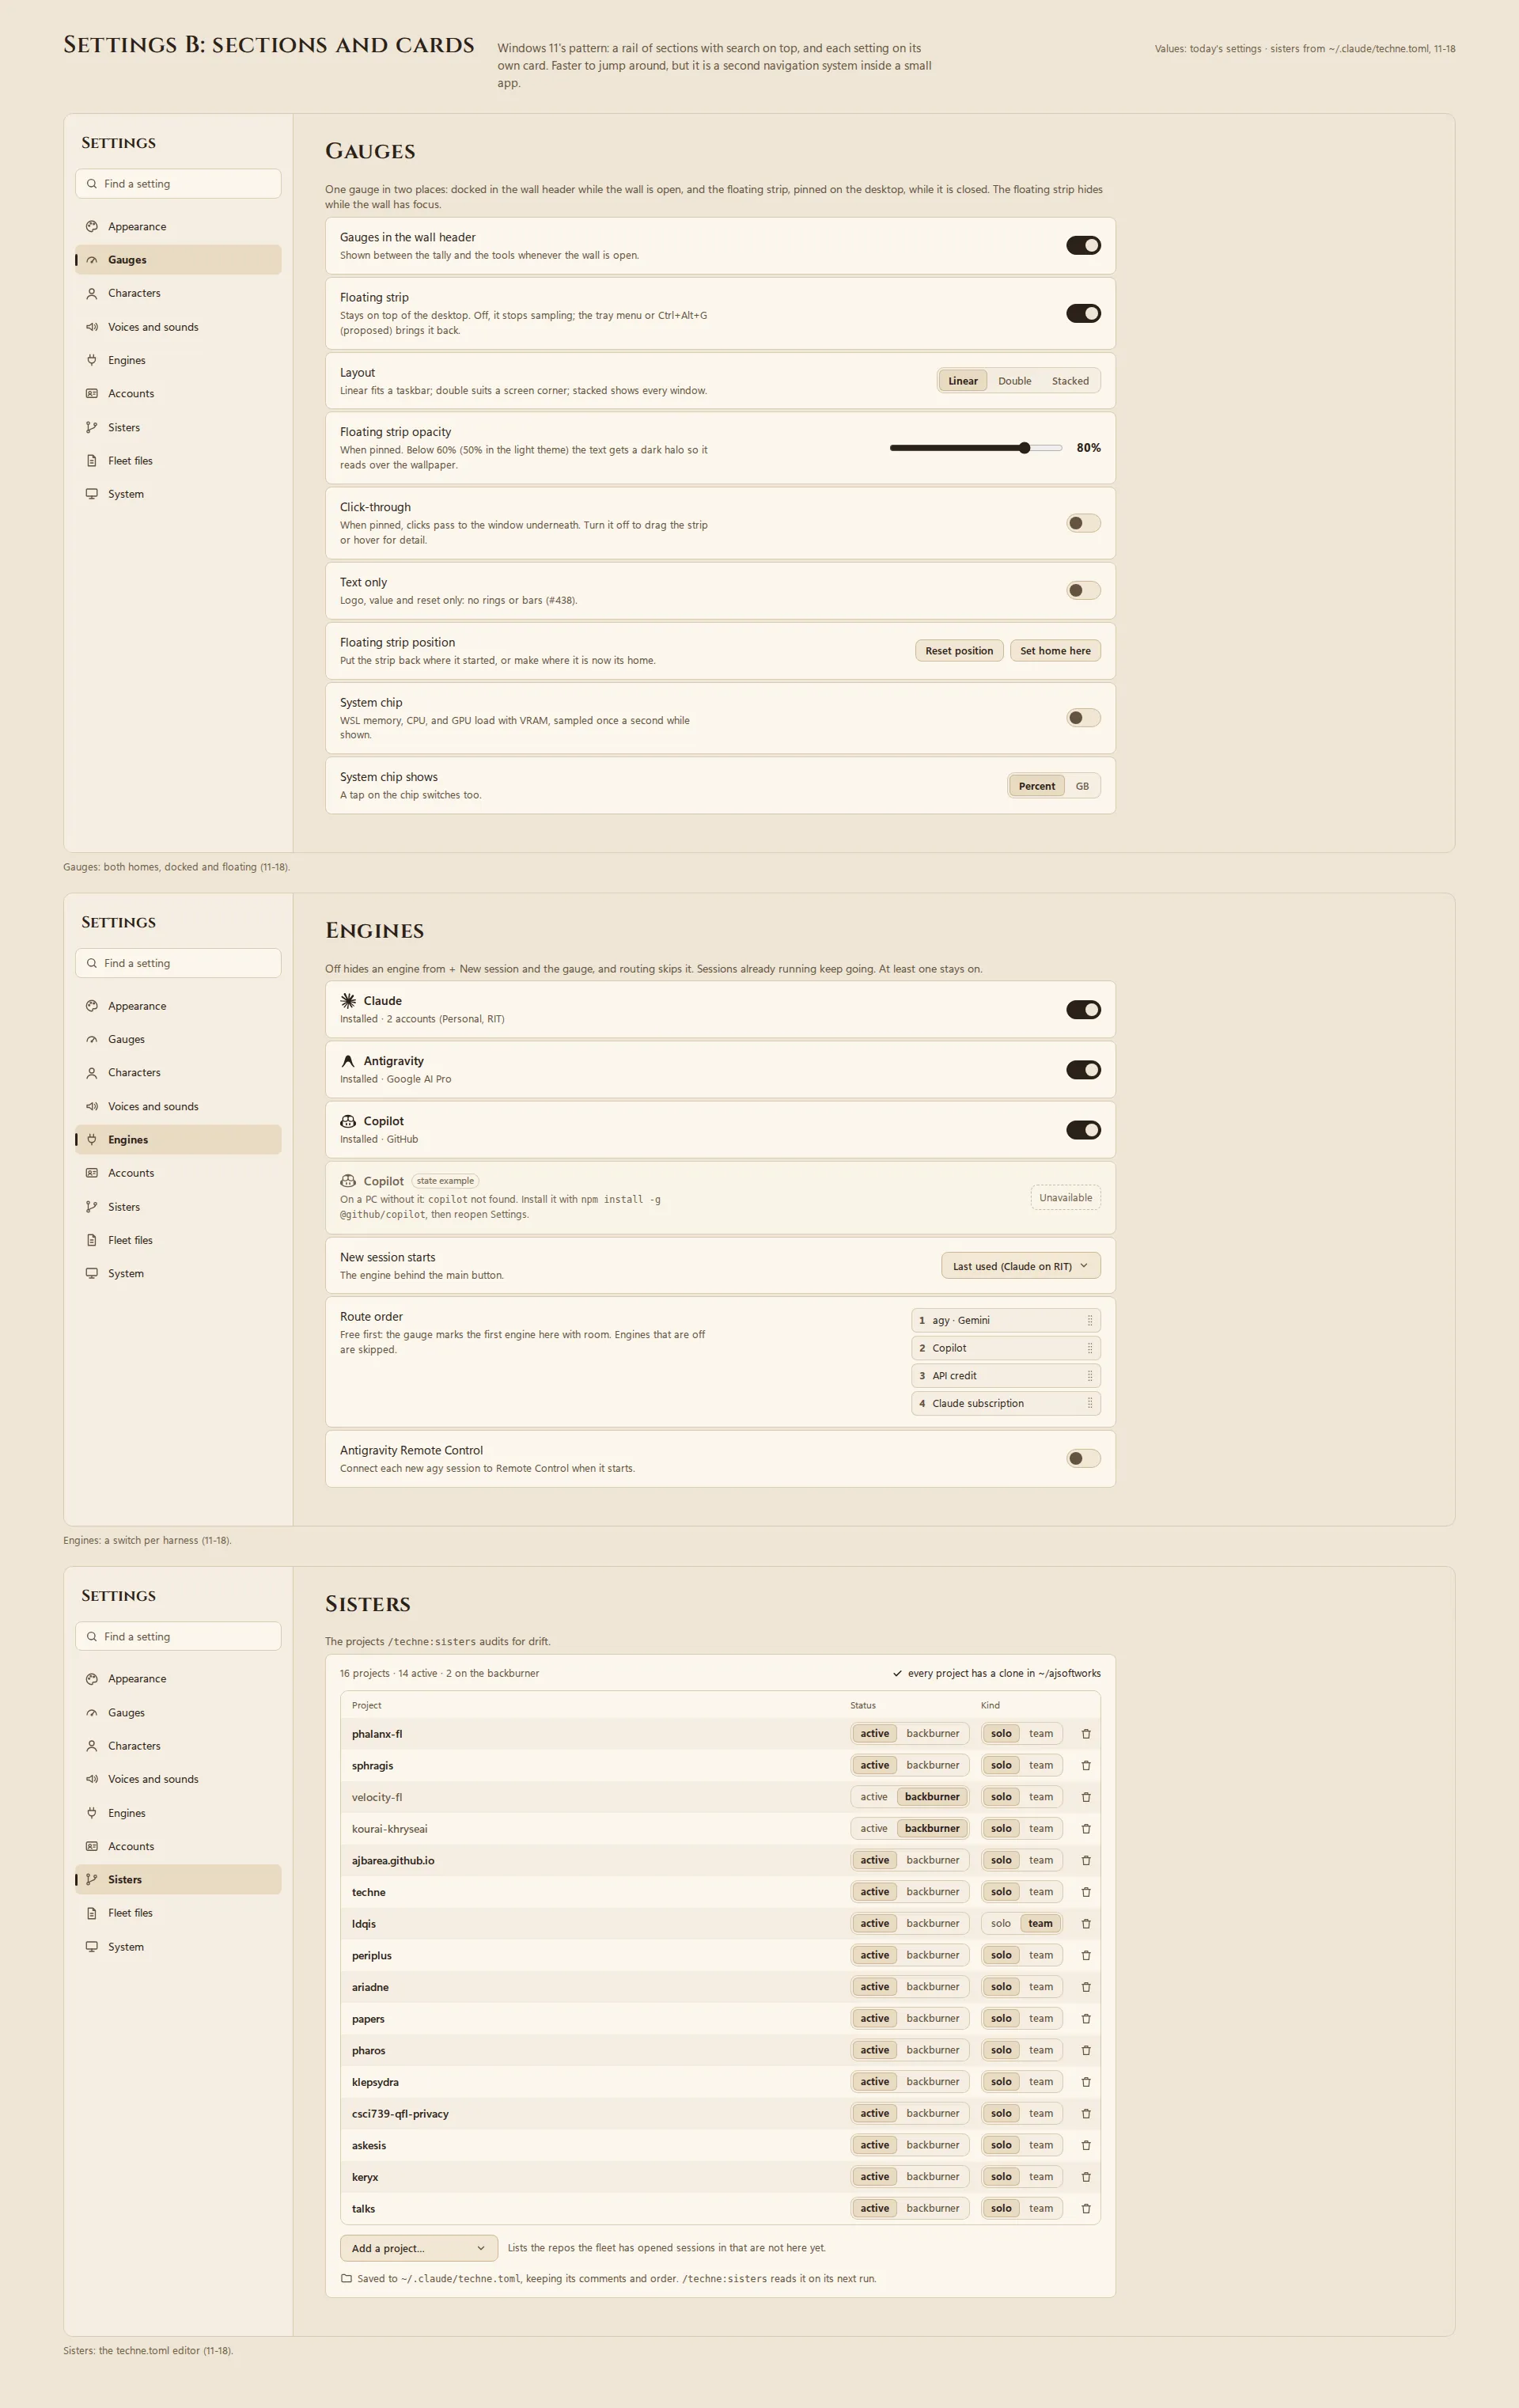 Settings B: sections and cards
Windows 11's pattern: a rail of sections with search on top, and each setting on its
own card. Faster to jump around, but it is a second navigation system inside a small
app.
Values: today's settings · sisters from ~/.claude/techne.toml, 11-18
Settings
Find a setting
Appearance
Gauges
Characters
Voices and sounds
Engines
Accounts
Sisters
Fleet files
System
Gauges
One gauge in two places: docked in the wall header while the wall is open, and the floating strip, pinned on the desktop, while it is closed. The floating strip hides
while the wall has focus.
Gauges in the wall header
Shown between the tally and the tools whenever the wall is open.
Floating strip
Stays on top of the desktop. Off, it stops sampling; the tray menu or Ctrl+Alt+G
(proposed) brings it back.
Layout
Linear fits a taskbar; double suits a screen corner; stacked shows every window.
Linear Double Stacked
Floating strip opacity
When pinned. Below 60% (50% in the light theme) the text gets a dark halo so it
reads over the wallpaper.
80%
Click-through
When pinned, clicks pass to the window underneath. Turn it off to drag the strip
or hover for detail.
Text only
Logo, value and reset only: no rings or bars (#438).
Floating strip position
Put the strip back where it started, or make where it is now its home.
Reset position Set home here
System chip
WSL memory, CPU, and GPU load with VRAM, sampled once a second while
shown.
System chip shows
A tap on the chip switches too.
Percent GB
Gauges: both homes, docked and floating (11-18).
Settings
Find a setting
Appearance
Gauges
Characters
Voices and sounds
Engines
Accounts
Sisters
Fleet files
System
Engines
Off hides an engine from + New session and the gauge, and routing skips it. Sessions already running keep going. At least one stays on.
Claude
Installed · 2 accounts (Personal, RIT)
Antigravity
Installed · Google AI Pro
Copilot
Installed · GitHub
Copilot state example
On a PC without it: copilot not found. Install it with npm install -g
@github/copilot, then reopen Settings.
Unavailable
New session starts
The engine behind the main button.
Last used (Claude on RIT)
Route order
Free first: the gauge marks the first engine here with room. Engines that are off
are skipped.
1 agy · Gemini
2 Copilot
3 API credit
4 Claude subscription
Antigravity Remote Control
Connect each new agy session to Remote Control when it starts.
Engines: a switch per harness (11-18).
Settings
Find a setting
Appearance
Gauges
Characters
Voices and sounds
Engines
Accounts
Sisters
Fleet files
System
Sisters
The projects /techne:sisters audits for drift.
16 projects · 14 active · 2 on the backburner
every project has a clone in ~/ajsoftworks
Project Status Kind
phalanx-fl active backburner solo team
sphragis active backburner solo team
velocity-fl active backburner solo team
kourai-khryseai active backburner solo team
ajbarea.github.io active backburner solo team
techne active backburner solo team
ldqis active backburner solo team
periplus active backburner solo team
ariadne active backburner solo team
papers active backburner solo team
pharos active backburner solo team
klepsydra active backburner solo team
csci739-qfl-privacy active backburner solo team
askesis active backburner solo team
keryx active backburner solo team
talks active backburner solo team
Add a project...
Lists the repos the fleet has opened sessions in that are not here yet.
Saved to ~/.claude/techne.toml, keeping its comments and order. /techne:sisters reads it on its next run.
Sisters: the techne.toml editor (11-18).